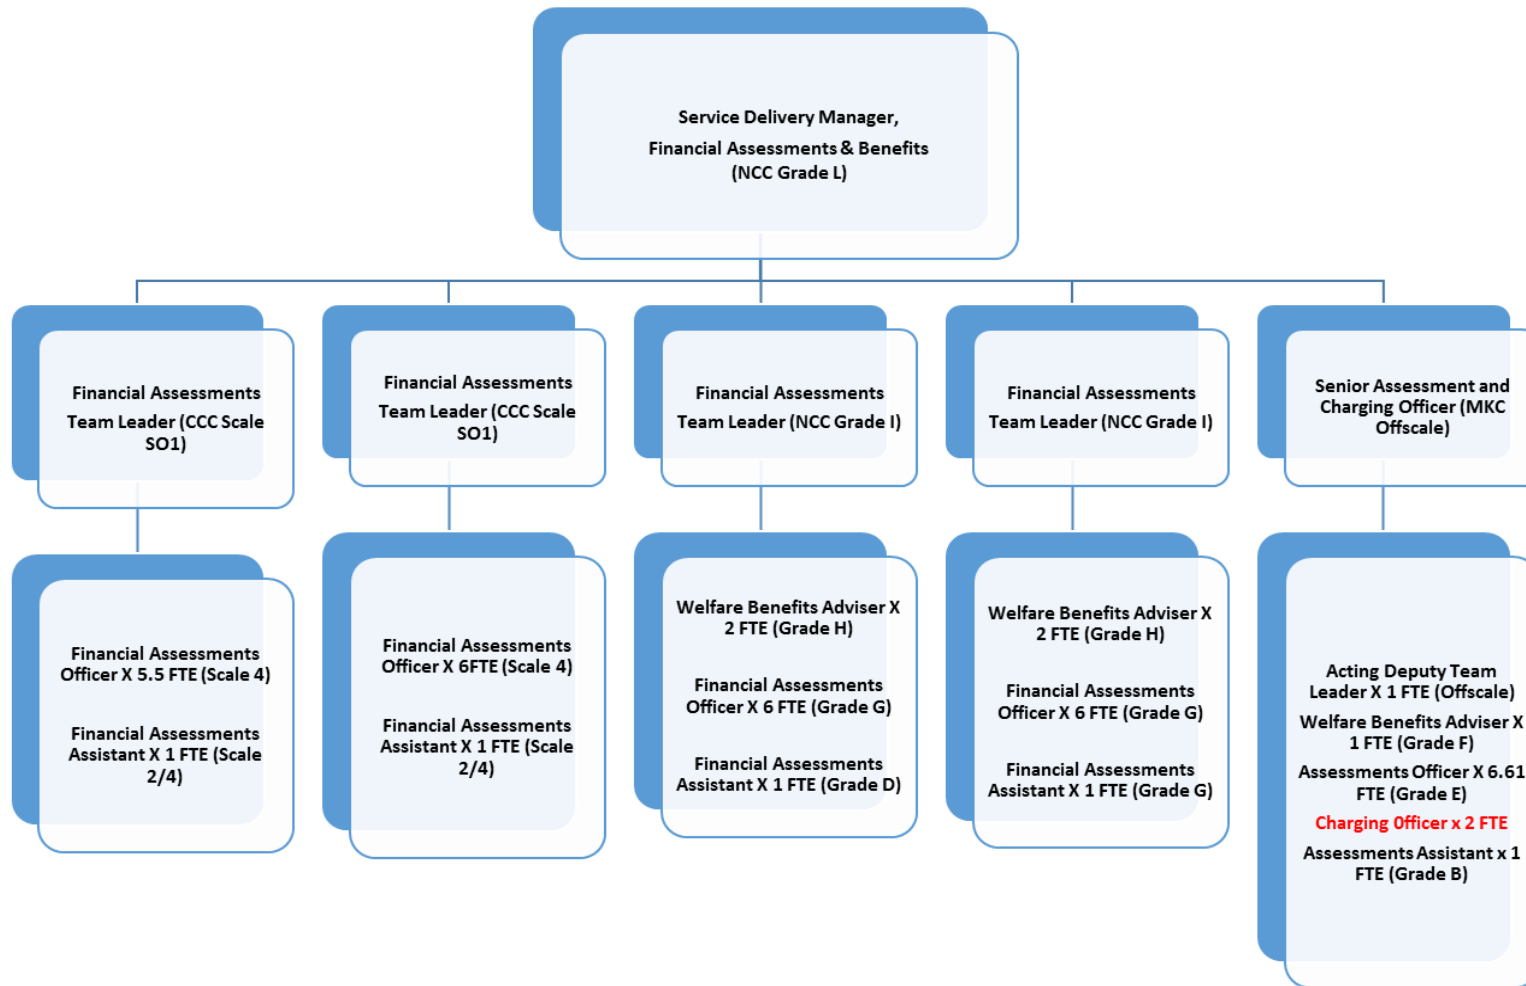 Service Delivery Manager,
Financial Assessments & Benefits
(NCC Grade L)
Financial Assessments
Team Leader (CCC Scale
SO1)
Financial Assessments
Team Leader (CCC Scale
SO1)
Financial Assessments
Team Leader (NCC Grade I)
Financial Assessments
Team Leader (NCC Grade I)
Senior Assessment and
Charging Officer (MKC
Offscale)
Financial Assessments
Officer X 5.5 FTE (Scale 4)
Financial Assessments
Assistant X 1 FTE (Scale
2/4)
Financial Assessments
Officer X 6FTE (Scale 4)
Financial Assessments
Assistant X 1 FTE (Scale
2/4)
Welfare Benefits Adviser X
2 FTE (Grade H)
Financial Assessments
Officer X 6 FTE (Grade G)
Financial Assessments
Assistant X 1 FTE (Grade D)
Welfare Benefits Adviser X
2 FTE (Grade H)
Financial Assessments
Officer X 6 FTE (Grade G)
Financial Assessments
Assistant X 1 FTE (Grade G)
Acting Deputy Team
Leader X 1 FTE (Offscale)
Welfare Benefits Adviser X
1 FTE (Grade F)
Assessments Officer X 6.61
FTE (Grade E)
Charging 0fficer x 2 FTE
Assessments Assistant x 1
FTE (Grade B)